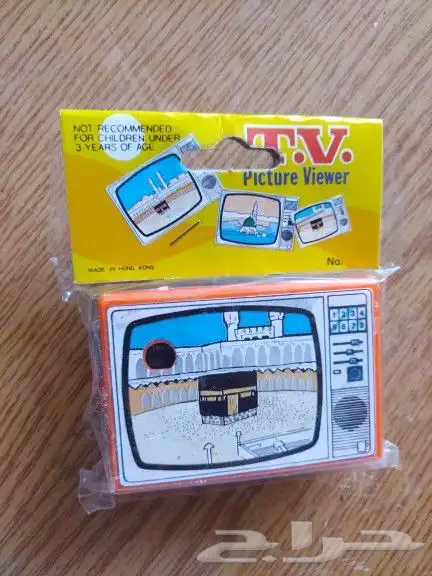 NOT RECOMMENDED
FOR CHILDREN UNDER
3 YEARS OF AGE
T.V.
Picture Viewer
MADE IN HONG KONG
No.
1 2 3 4
5 6 7 8
حراج